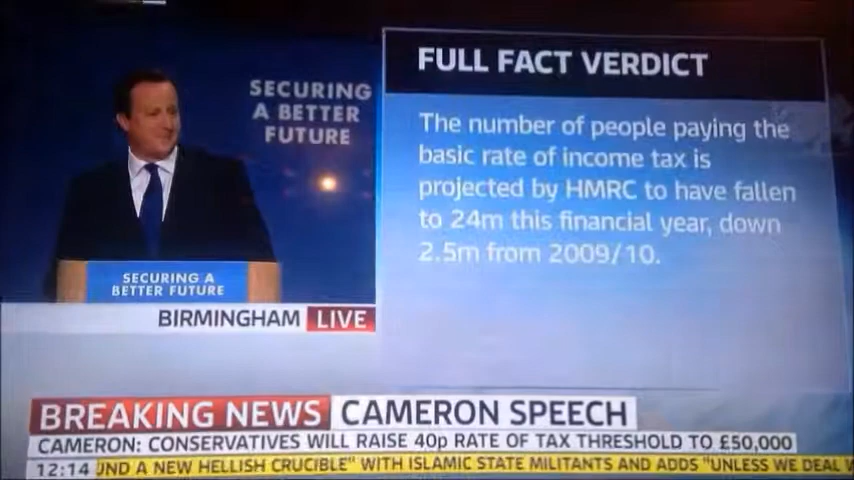 SECURING
A BETTER
FUTURE
SECURING A
BETTER FUTURE
BIRMINGHAM LIVE
FULL FACT VERDICT
The number of people paying the
basic rate of income tax is
projected by HMRC to have fallen
to 24m this financial year, down
2.5m from 2009/10.
BREAKING NEWS CAMERON SPEECH
CAMERON: CONSERVATIVES WILL RAISE 40p RATE OF TAX THRESHOLD TO £50,000
12:14 UND A NEW HELLISH CRUCIBLE" WITH ISLAMIC STATE MILITANTS AND ADDS "UNLESS WE DEAL